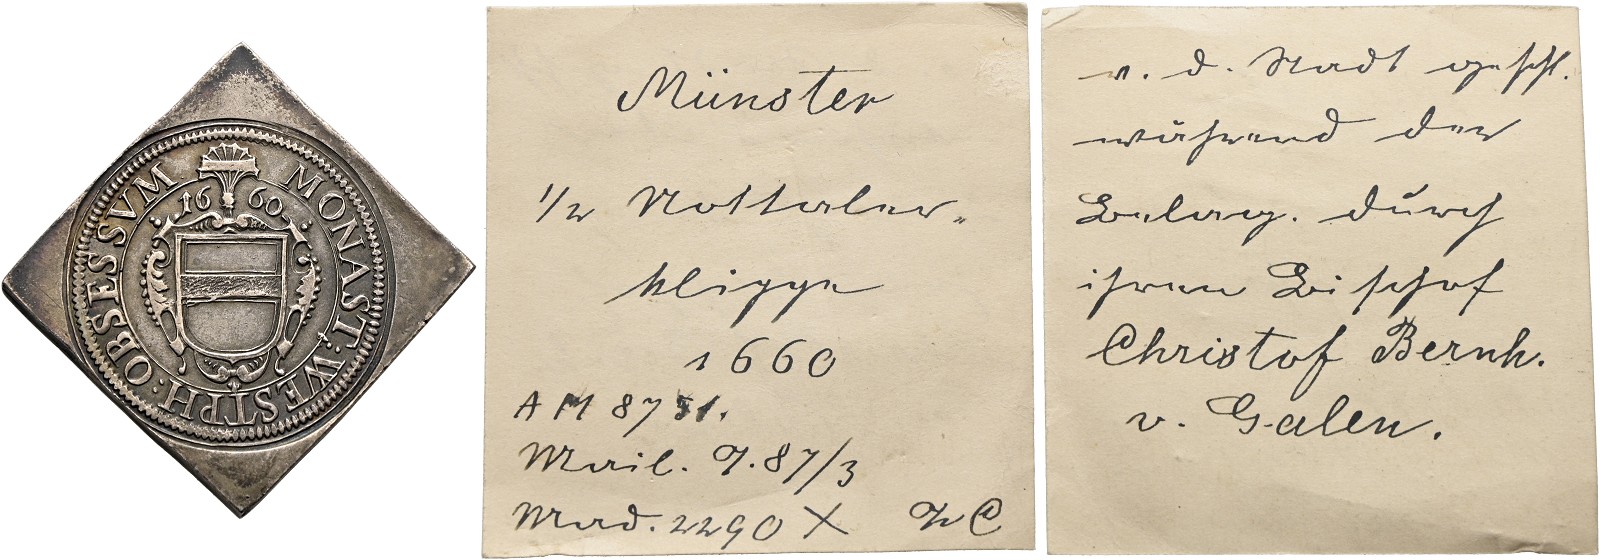 MONAST: WESTPH: OBSESSVM
1660
Münster
1/2 Nottaler-
Klippe
1660
AM 8751.
Mail. T. 87/3
Mad. 2290 X
v. d. Stadt geschl.
während der
Belag. durch
ihren Bischof
Christof Bernh.
v. Galen.